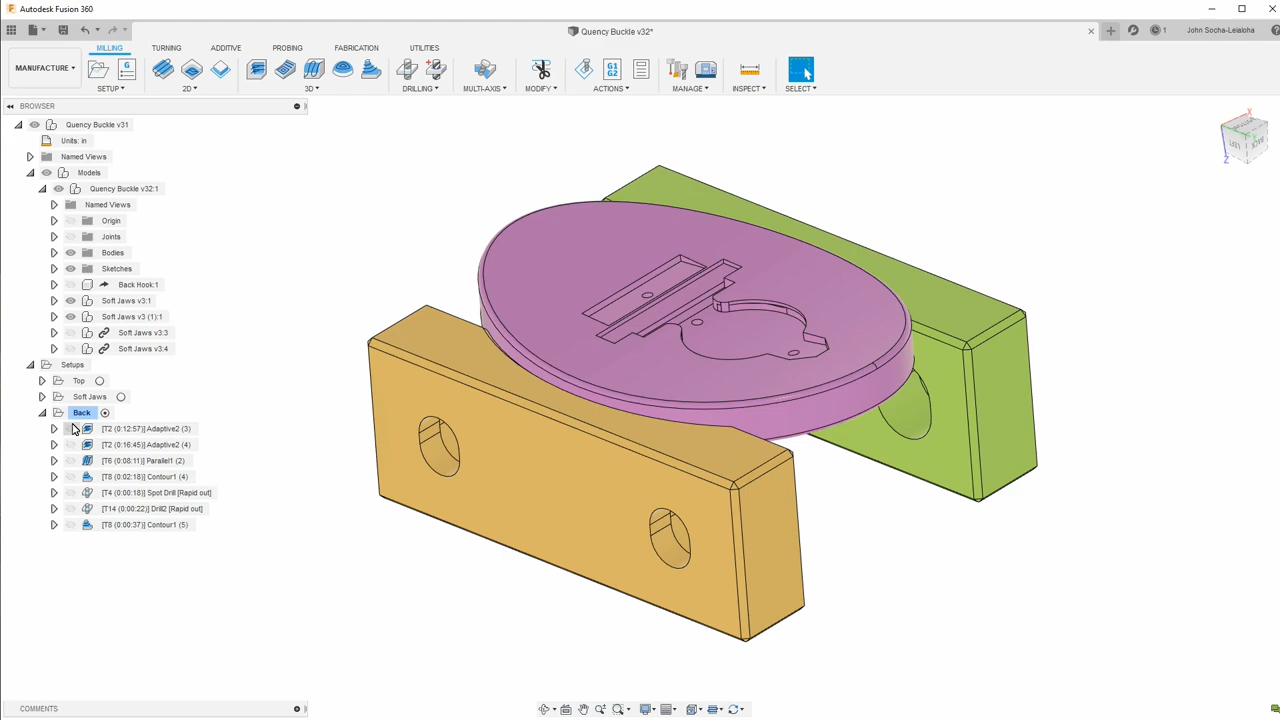 Autodesk Fusion 360
Quency Buckle v32*
1
John Socha-Leialoha
MILLING TURNING ADDITIVE PROBING FABRICATION UTILITIES
MANUFACTURE
G
G1
G2
SETUP 2D 3D DRILLING MULTI-AXIS MODIFY ACTIONS MANAGE INSPECT SELECT
BROWSER
Quency Buckle v31
Units: in
Named Views
Models
Quency Buckle v32:1
Named Views
Origin
Joints
Bodies
Sketches
Back Hook:1
Soft Jaws v3:1
Soft Jaws v3 (1):1
Soft Jaws v3:3
Soft Jaws v3:4
Setups
Top
Soft Jaws
Back
[T2 (0:12:57)] Adaptive2 (3)
[T2 (0:16:45)] Adaptive2 (4)
[T6 (0:08:11)] Parallel1 (2)
[T8 (0:02:18)] Contour1 (4)
[T4 (0:00:18)] Spot Drill [Rapid out]
[T14 (0:00:22)] Drill2 [Rapid out]
[T8 (0:00:37)] Contour1 (5)
X
LEFT
BACK
Z
COMMENTS